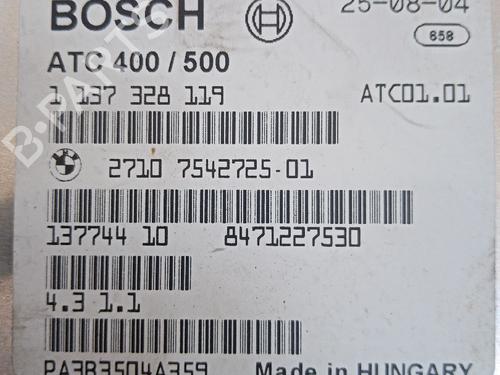 BOSCH 25-08-04
858
ATC 400 / 500
1 137 328 119 ATC01.01
2710 7542725-01
137744 10 8471227530
4.3 1.1
PA3B3504A359 Made in HUNGARY
B-PARTS